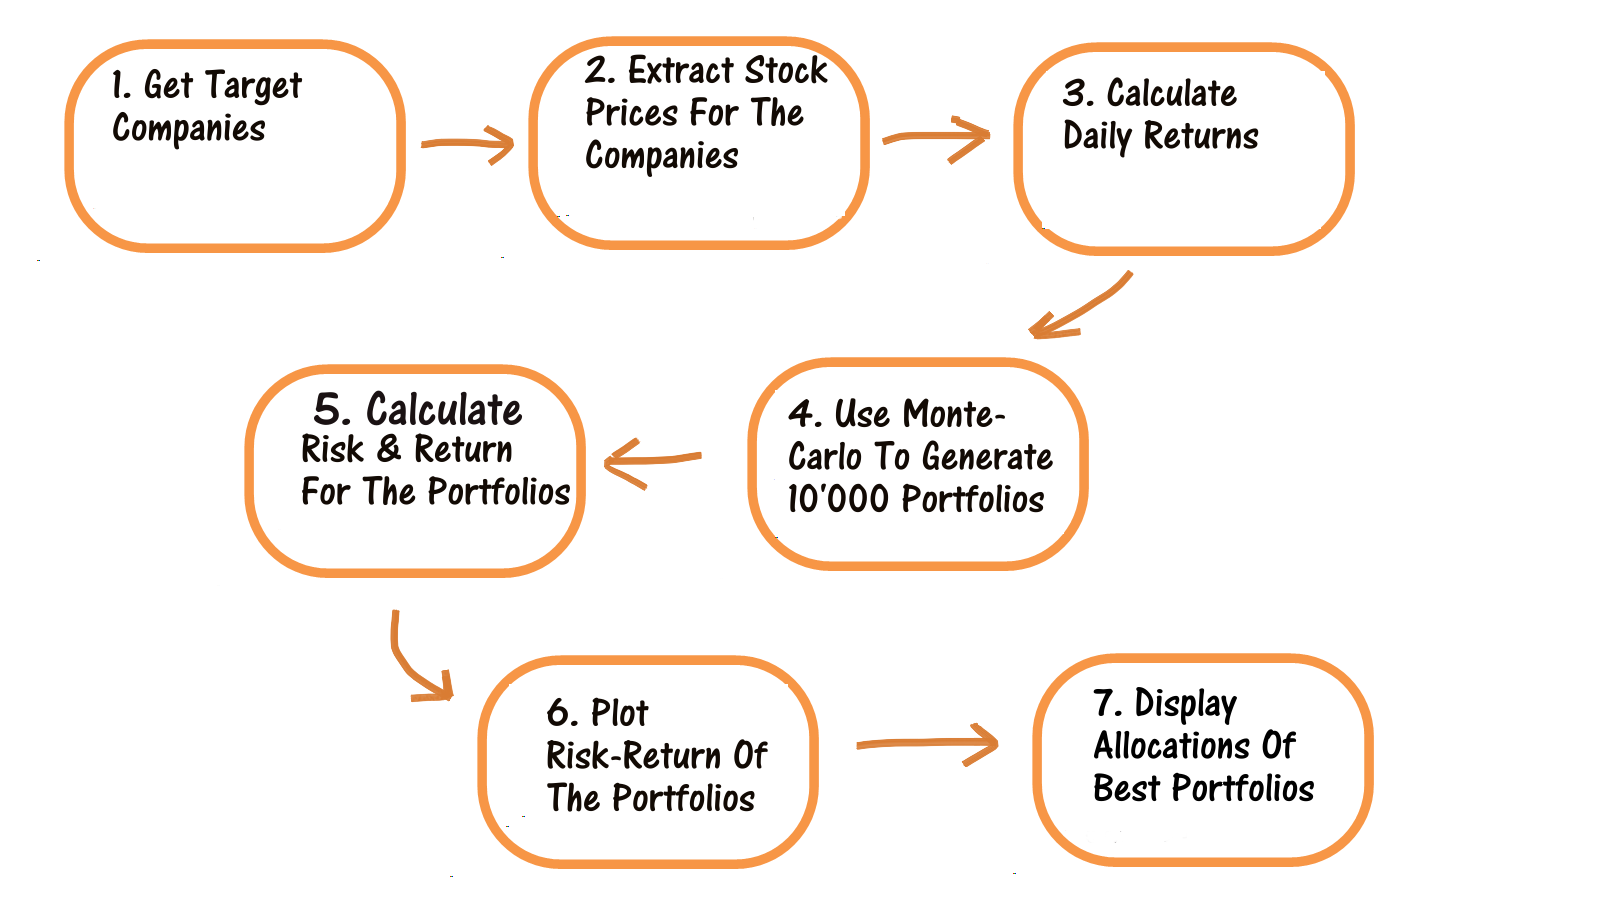 1. Get Target
Companies
2. Extract Stock
Prices For The
Companies
3. Calculate
Daily Returns
4. Use Monte-
Carlo To Generate
10'000 Portfolios
5. Calculate
Risk & Return
For The Portfolios
6. Plot
Risk-Return Of
The Portfolios
7. Display
Allocations Of
Best Portfolios